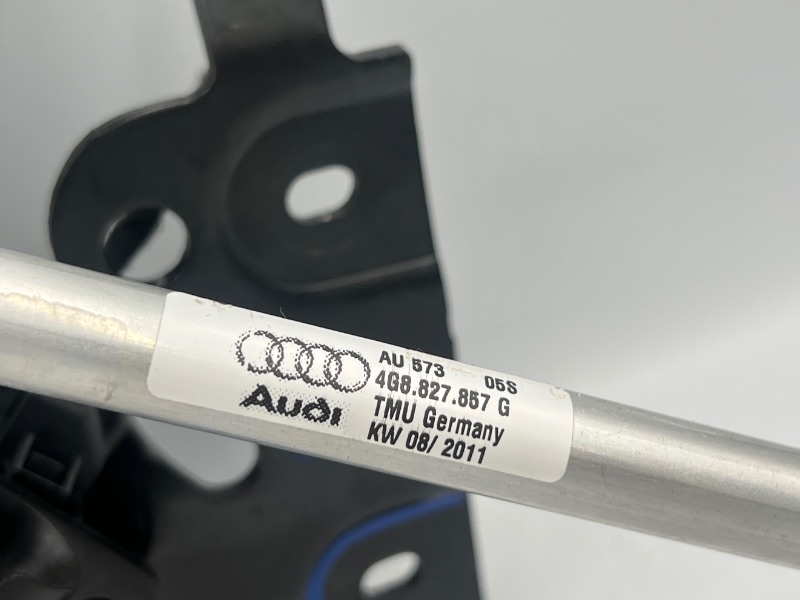 AU 573 05S
4G8.827.857 G
Audi
TMU Germany
KW 08/ 2011